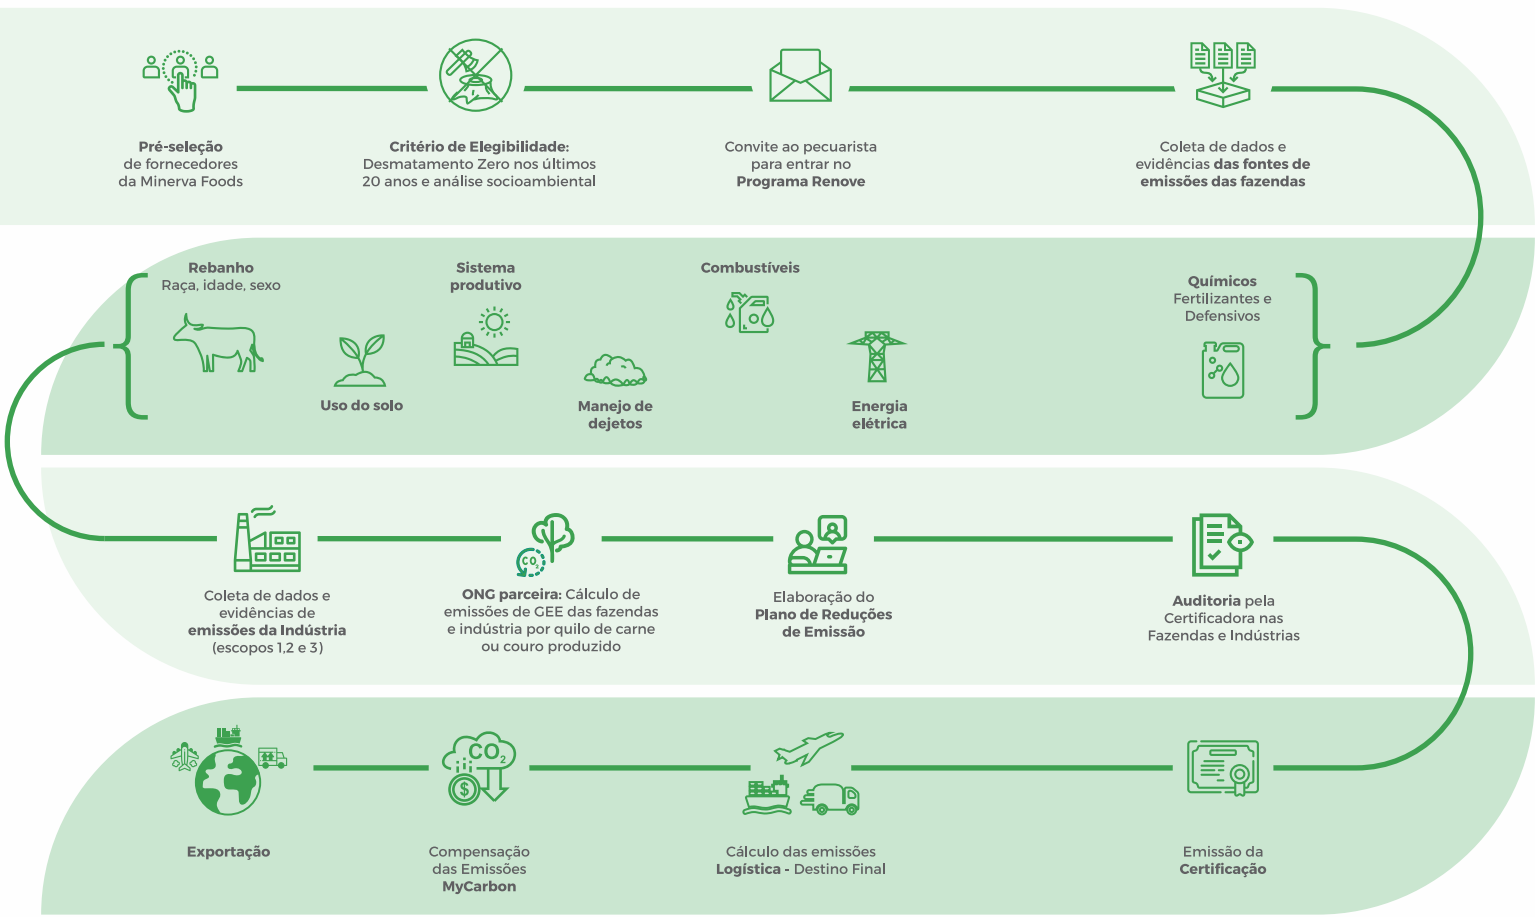 Pré-seleção
de fornecedores
da Minerva Foods
Critério de Elegibilidade:
Desmatamento Zero nos últimos
20 anos e análise socioambiental
Convite ao pecuarista
para entrar no
Programa Renove
Coleta de dados e
evidências das fontes de
emissões das fazendas
Rebanho
Raça, idade, sexo
Uso do solo
Sistema
produtivo
Manejo de
dejetos
Combustíveis
Energia
elétrica
Químicos
Fertilizantes e
Defensivos
Coleta de dados e
evidências de
emissões da Indústria
(escopos 1,2 e 3)
CO2
ONG parceira: Cálculo de
emissões de GEE das fazendas
e indústria por quilo de carne
ou couro produzido
Elaboração do
Plano de Reduções
de Emissão
Auditoria pela
Certificadora nas
Fazendas e Indústrias
Exportação
CO2
$
Compensação
das Emissões
MyCarbon
Cálculo das emissões
Logística - Destino Final
Emissão da
Certificação